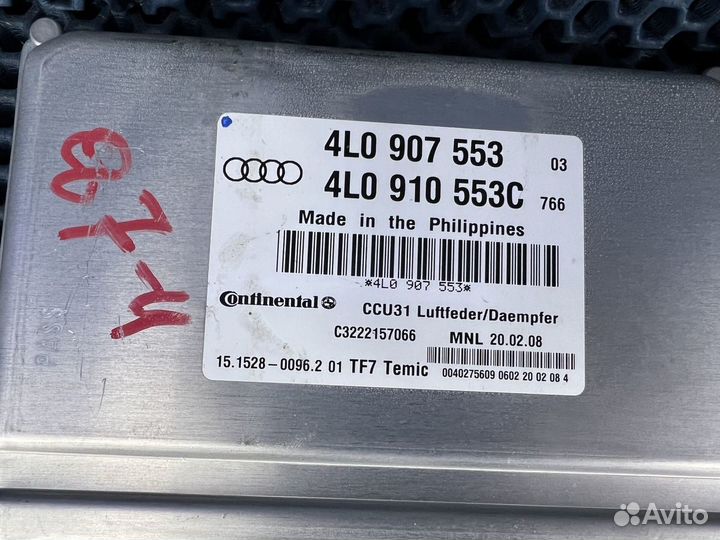 4L0 907 553 03
4L0 910 553C 766
Made in the Philippines
*4L0 907 553*
Continental CCU31 Luftfeder/Daempfer
C3222157066 MNL 20.02.08
15.1528-0096.2 01 TF7 Temic 0040275609 0602 20 02 08 4
PASS
Avito